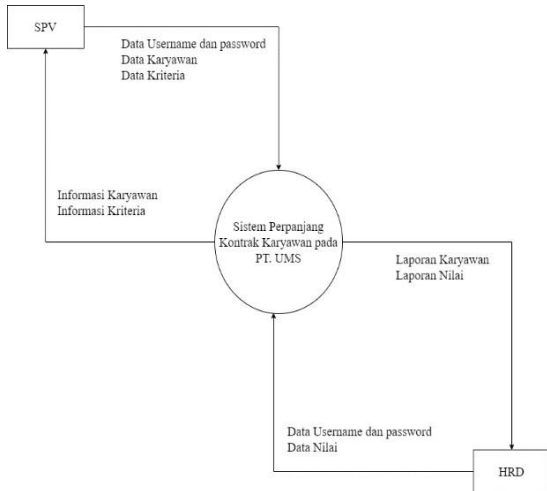 SPV
Data Username dan password
Data Karyawan
Data Kriteria
Informasi Karyawan
Informasi Kriteria
Sistem Perpanjang
Kontrak Karyawan pada
PT. UMS
Laporan Karyawan
Laporan Nilai
Data Username dan password
Data Nilai
HRD